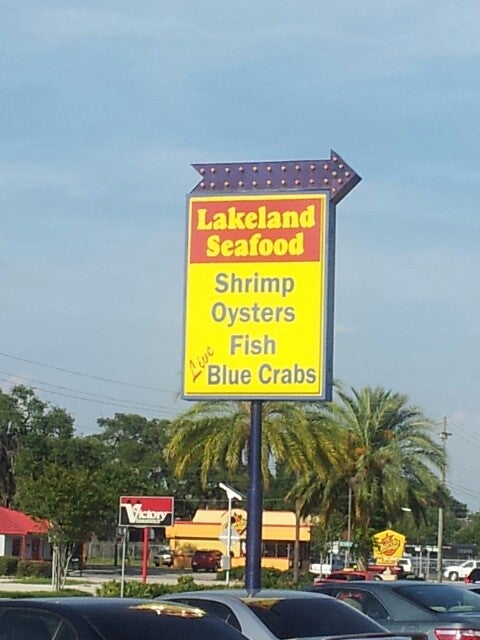 Lakeland
Seafood
Shrimp
Oysters
Fish
Live
Blue Crabs
Victory